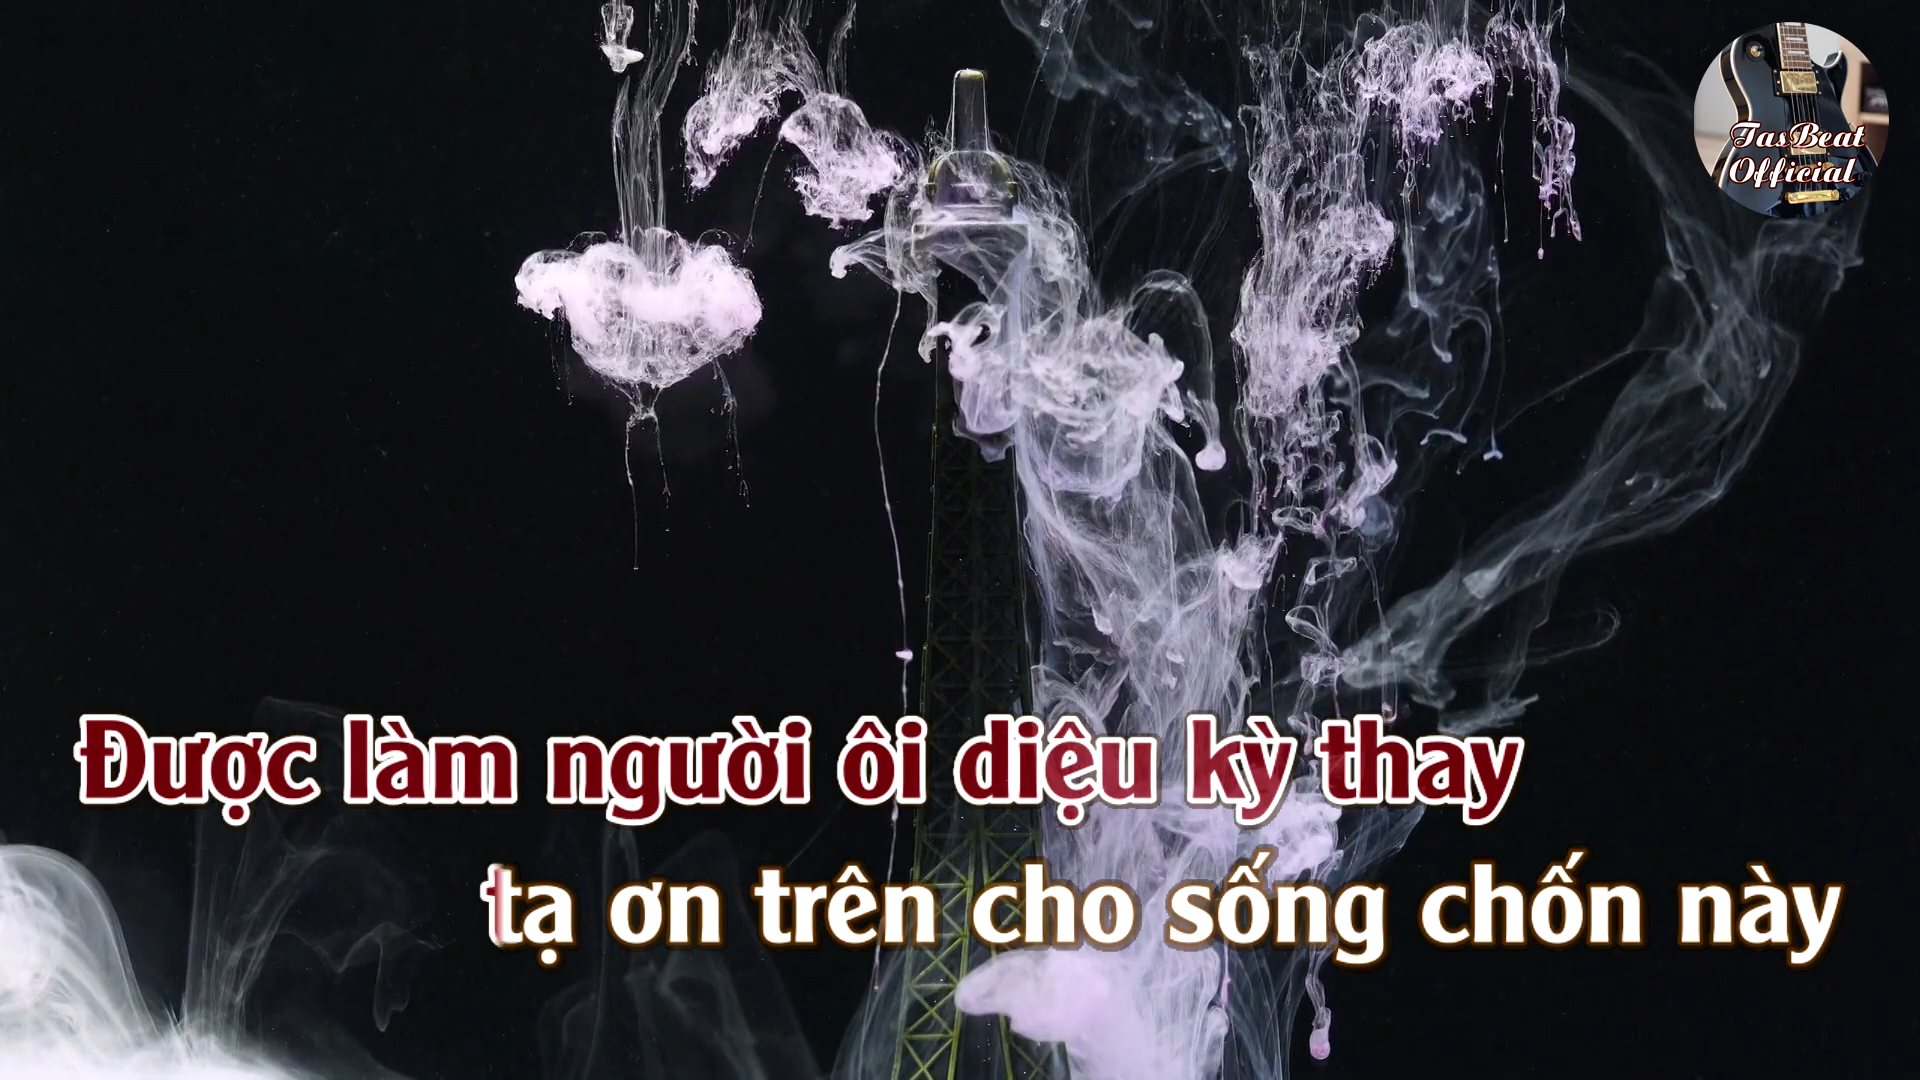 TasBeat
Official
Được làm người ôi diệu kỳ thay
tạ ơn trên cho sống chốn này